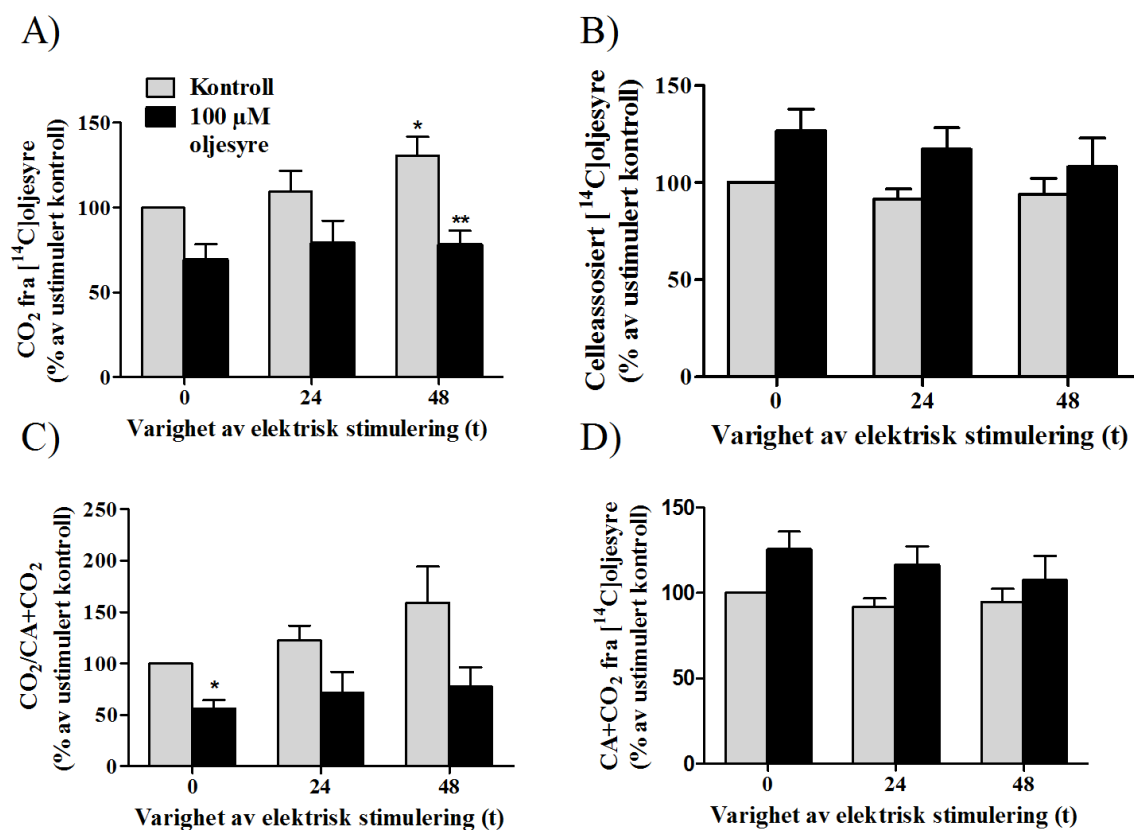 A)
Kontroll
100 µM
oljesyre
CO₂ fra [¹⁴C]oljesyre
(% av ustimulert kontroll)
150
100
50
0
*
**
0 24 48
Varighet av elektrisk stimulering (t)
B)
Celleassosiert [¹⁴C]oljesyre
(% av ustimulert kontroll)
150
100
50
0
0 24 48
Varighet av elektrisk stimulering (t)
C)
CO₂/CA+CO₂
(% av ustimulert kontroll)
250
200
150
100
50
0
*
0 24 48
Varighet av elektrisk stimulering (t)
D)
CA+CO₂ fra [¹⁴C]oljesyre
(% av ustimulert kontroll)
150
100
50
0
0 24 48
Varighet av elektrisk stimulering (t)